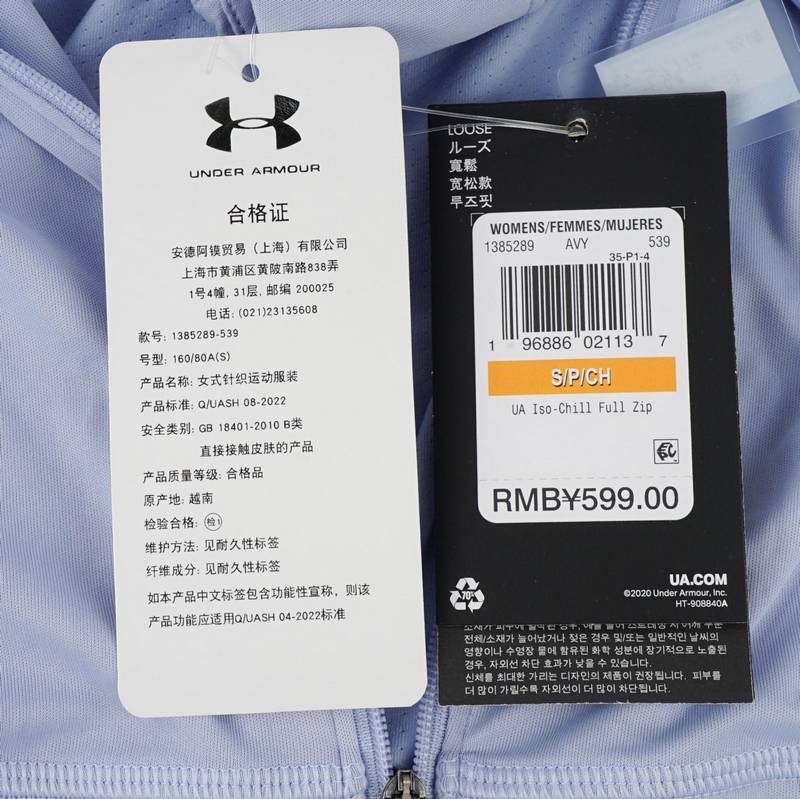 UNDER ARMOUR
合格证
安德阿镆贸易（上海）有限公司
上海市黄浦区黄陂南路838弄
1号4幢, 31层, 邮编 200025
电话: (021)23135608
款号: 1385289-539
号型: 160/80A(S)
产品名称: 女式针织运动服装
产品标准: Q/UASH 08-2022
安全类别: GB 18401-2010 B类
直接接触皮肤的产品
产品质量等级: 合格品
原产地: 越南
检验合格: 检1
维护方法: 见耐久性标签
纤维成分: 见耐久性标签
如本产品中文标签包含功能性宣称，则该
产品功能应适用Q/UASH 04-2022标准
LOOSE
ルーズ
寬鬆
宽松款
루즈핏
WOMENS/FEMMES/MUJERES
1385289 AVY 539
35-P1-4
1 96886 02113 7
S/P/CH
UA Iso-Chill Full Zip
RMB¥599.00
70%
UA.COM
©2020 Under Armour, Inc.
HT-908840A
전체/소재가 늘어났거나 젖은 경우 및/또는 일반적인 날씨의
영향이나 수영장 물에 함유된 화학 성분에 장기적으로 노출된
경우, 자외선 차단 효과가 낮을 수 있습니다.
신체를 최대한 가리는 디자인의 제품이 권장됩니다. 피부를
더 많이 가릴수록 자외선이 더 많이 차단됩니다.